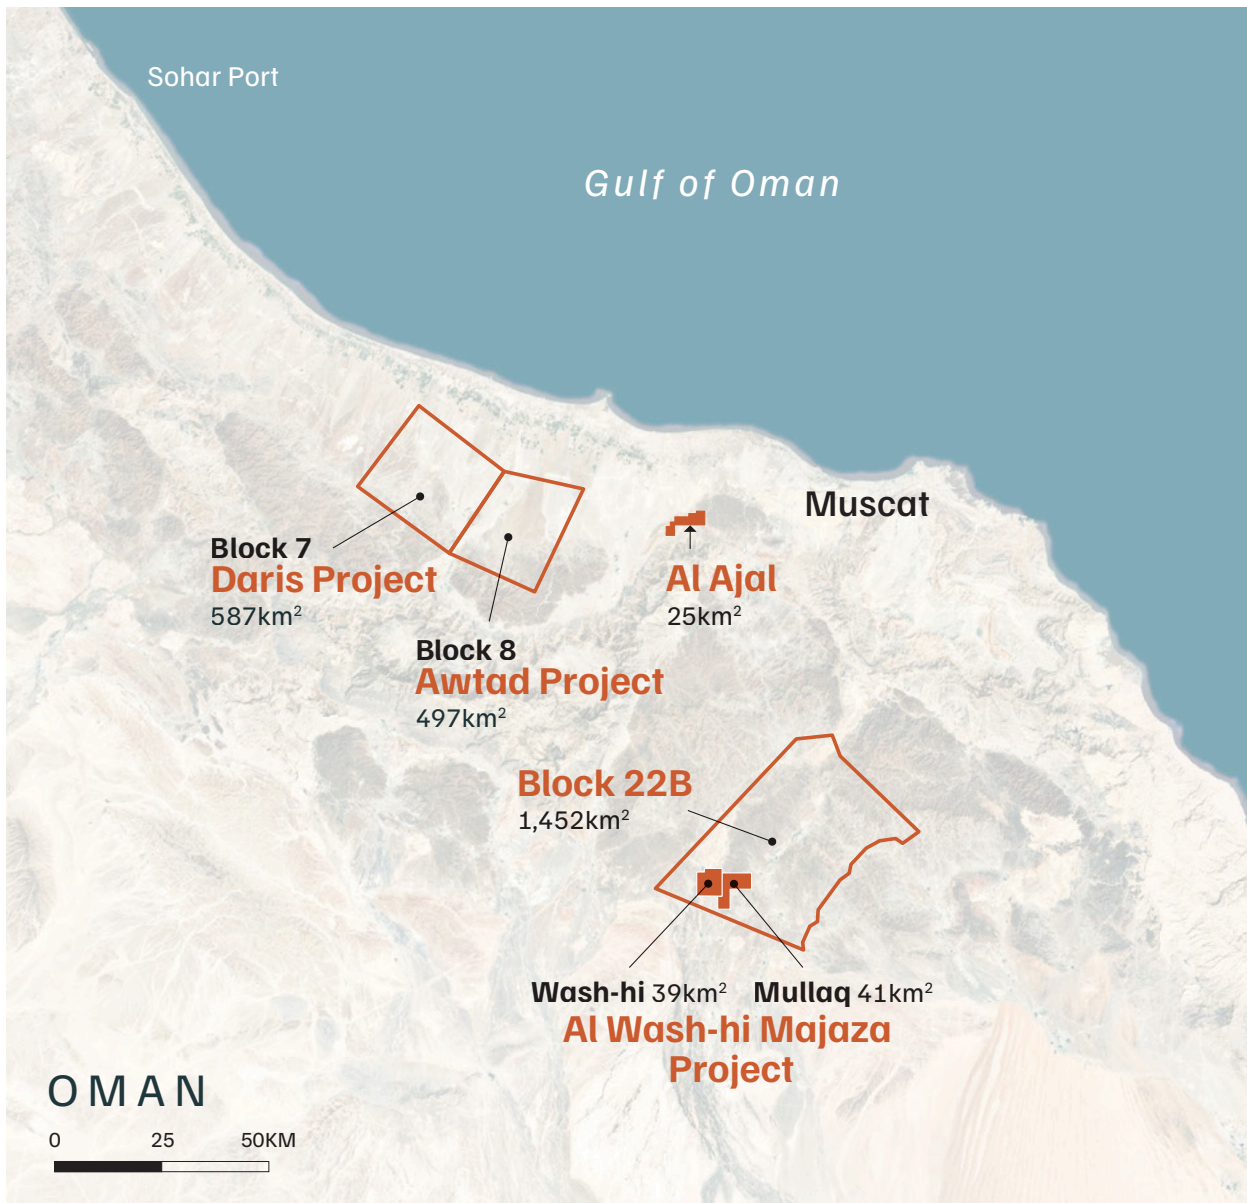 Sohar Port
Gulf of Oman
Muscat
Block 7
Daris Project
587km²
Al Ajal
25km²
Block 8
Awtad Project
497km²
Block 22B
1,452km²
Wash-hi 39km² Mullaq 41km²
Al Wash-hi Majaza
Project
OMAN
0 25 50KM